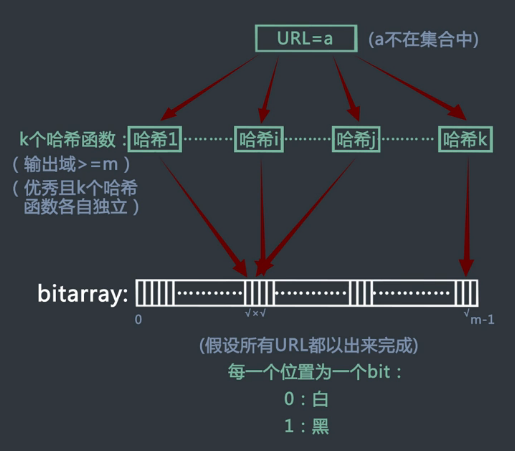 URL=a (a不在集合中)
k个哈希函数：哈希1 哈希i 哈希j 哈希k
（输出域>=m）
（优秀且k个哈希
函数各自独立）
bitarray:
0 √×√ √ m-1
(假设所有URL都以出来完成)
每一个位置为一个bit：
0：白
1：黑